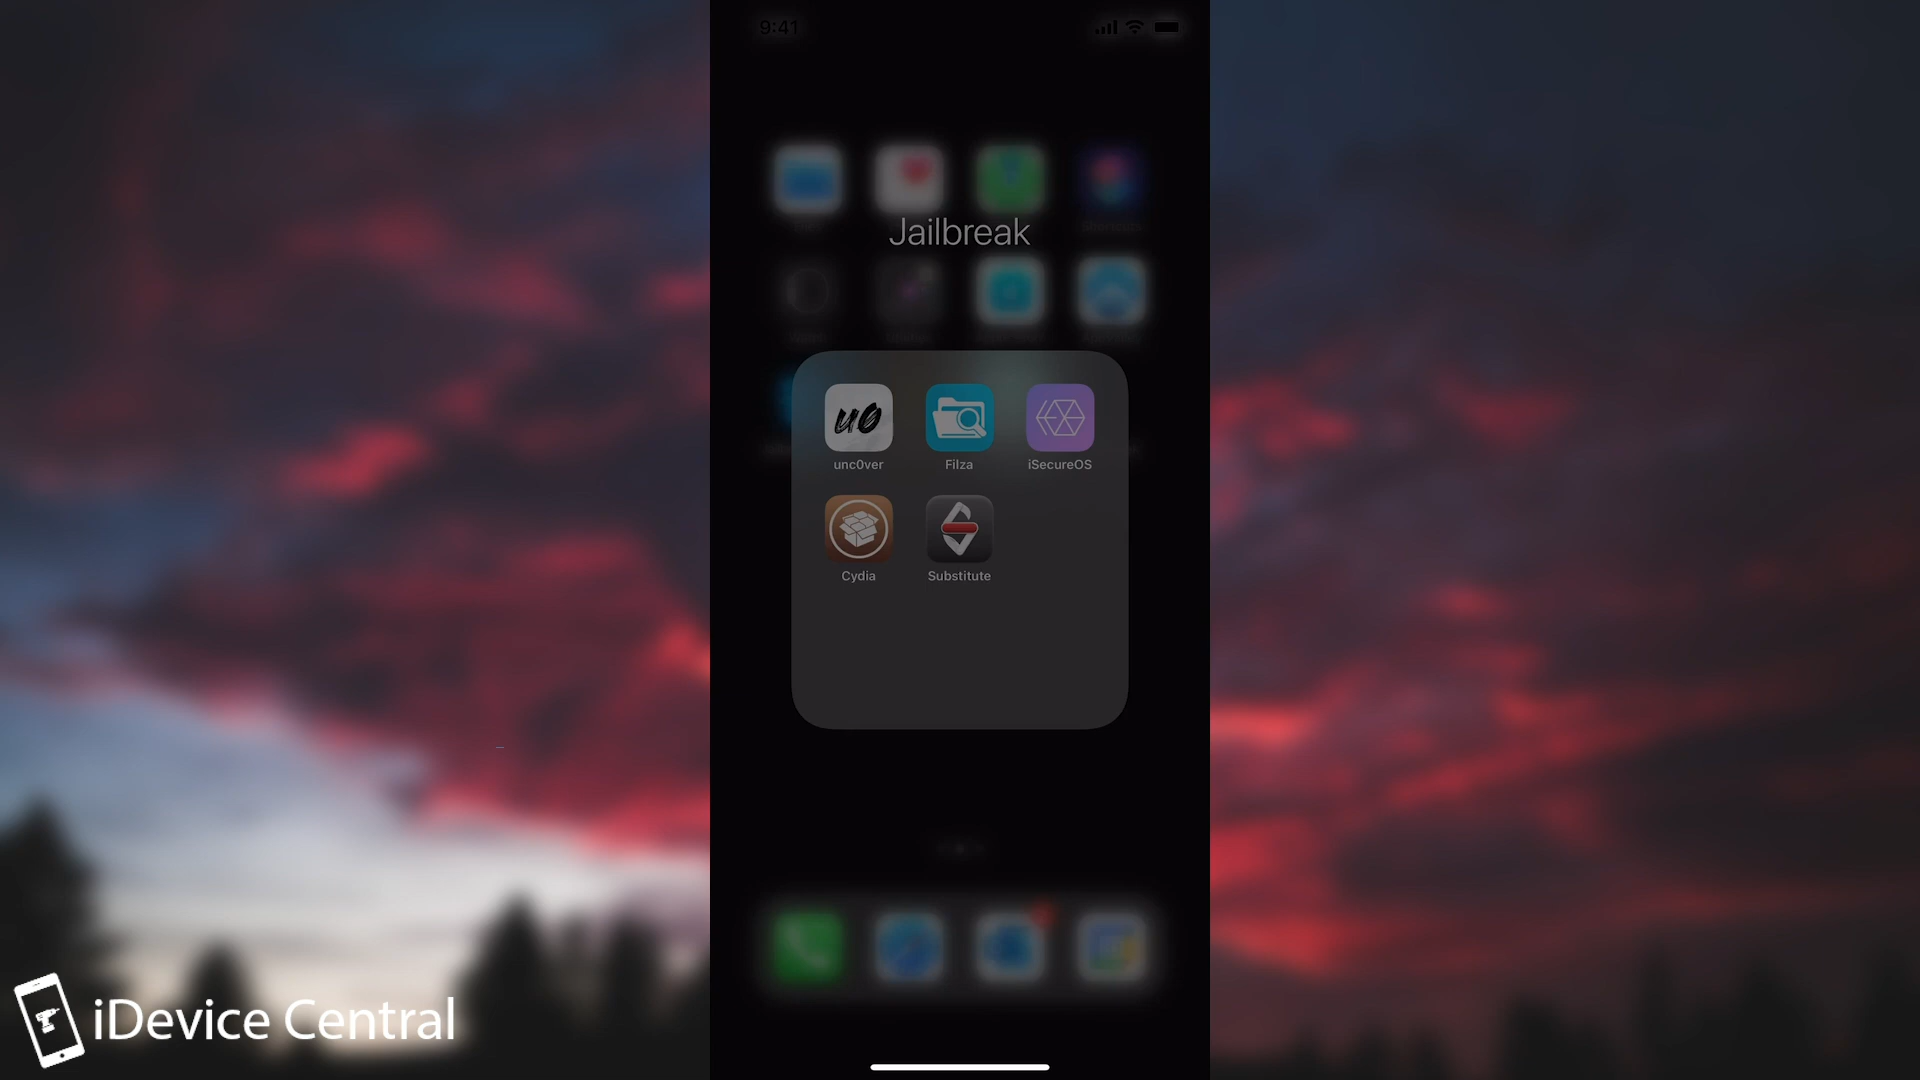 9:41
Jailbreak
unc0ver Filza iSecureOS
Cydia Substitute
iDevice Central